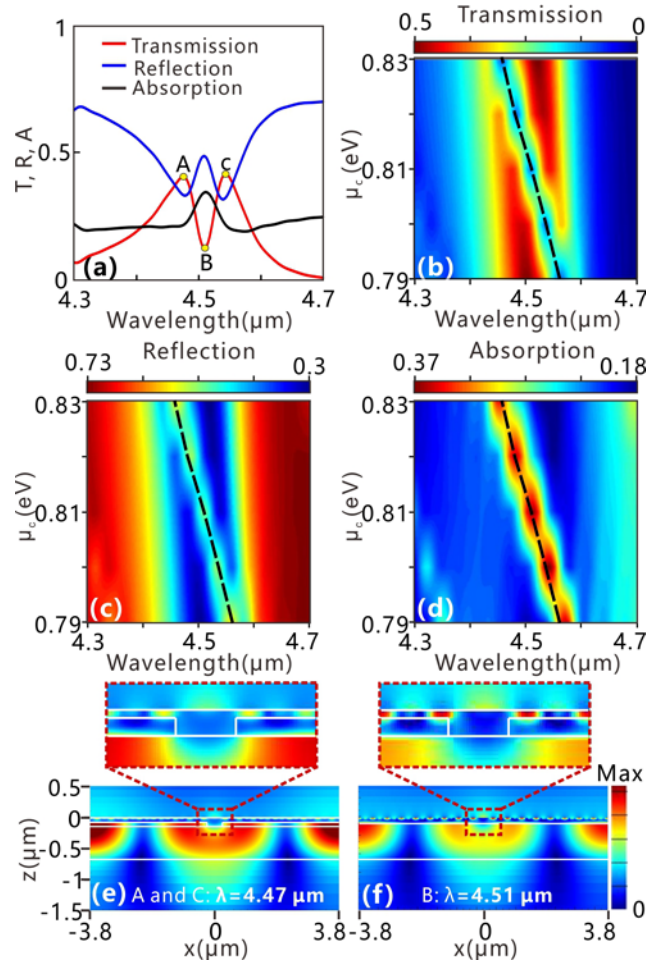 1
Transmission
Reflection
Absorption
T, R, A
0.5
A
c
B
(a)
0
4.3
4.5
4.7
Wavelength(μm)
Transmission
0.5
0
0.83
μc(eV)
0.81
(b)
0.79
4.3
4.5
4.7
Wavelength(μm)
Reflection
0.73
0.3
0.83
μc(eV)
0.81
(c)
0.79
4.3
4.5
4.7
Wavelength(μm)
Absorption
0.37
0.18
0.83
μc(eV)
0.81
(d)
0.79
4.3
4.5
4.7
Wavelength(μm)
0.5
0
z(μm)
-0.5
-1
-1.5
(e) A and C: λ=4.47 μm
-3.8
0
3.8
x(μm)
(f) B: λ=4.51 μm
-3.8
0
3.8
x(μm)
Max
0